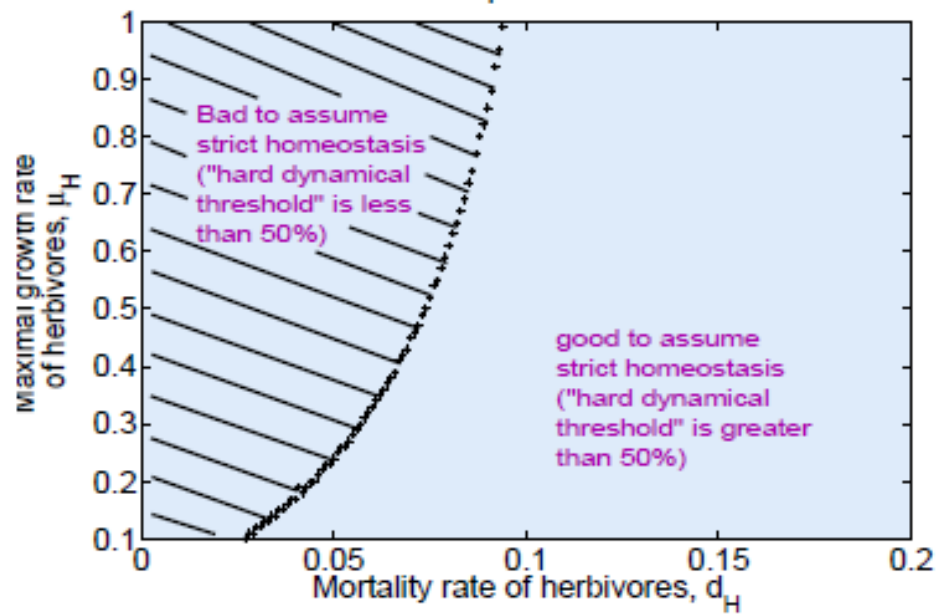 1
0.9
0.8
0.7
0.6
0.5
0.4
0.3
0.2
0.1
Maximal growth rate
of herbivores, μH
Bad to assume
strict homeostasis
("hard dynamical
threshold" is less
than 50%)
good to assume
strict homeostasis
("hard dynamical
threshold" is greater
than 50%)
0 0.05 0.1 0.15 0.2
Mortality rate of herbivores, dH